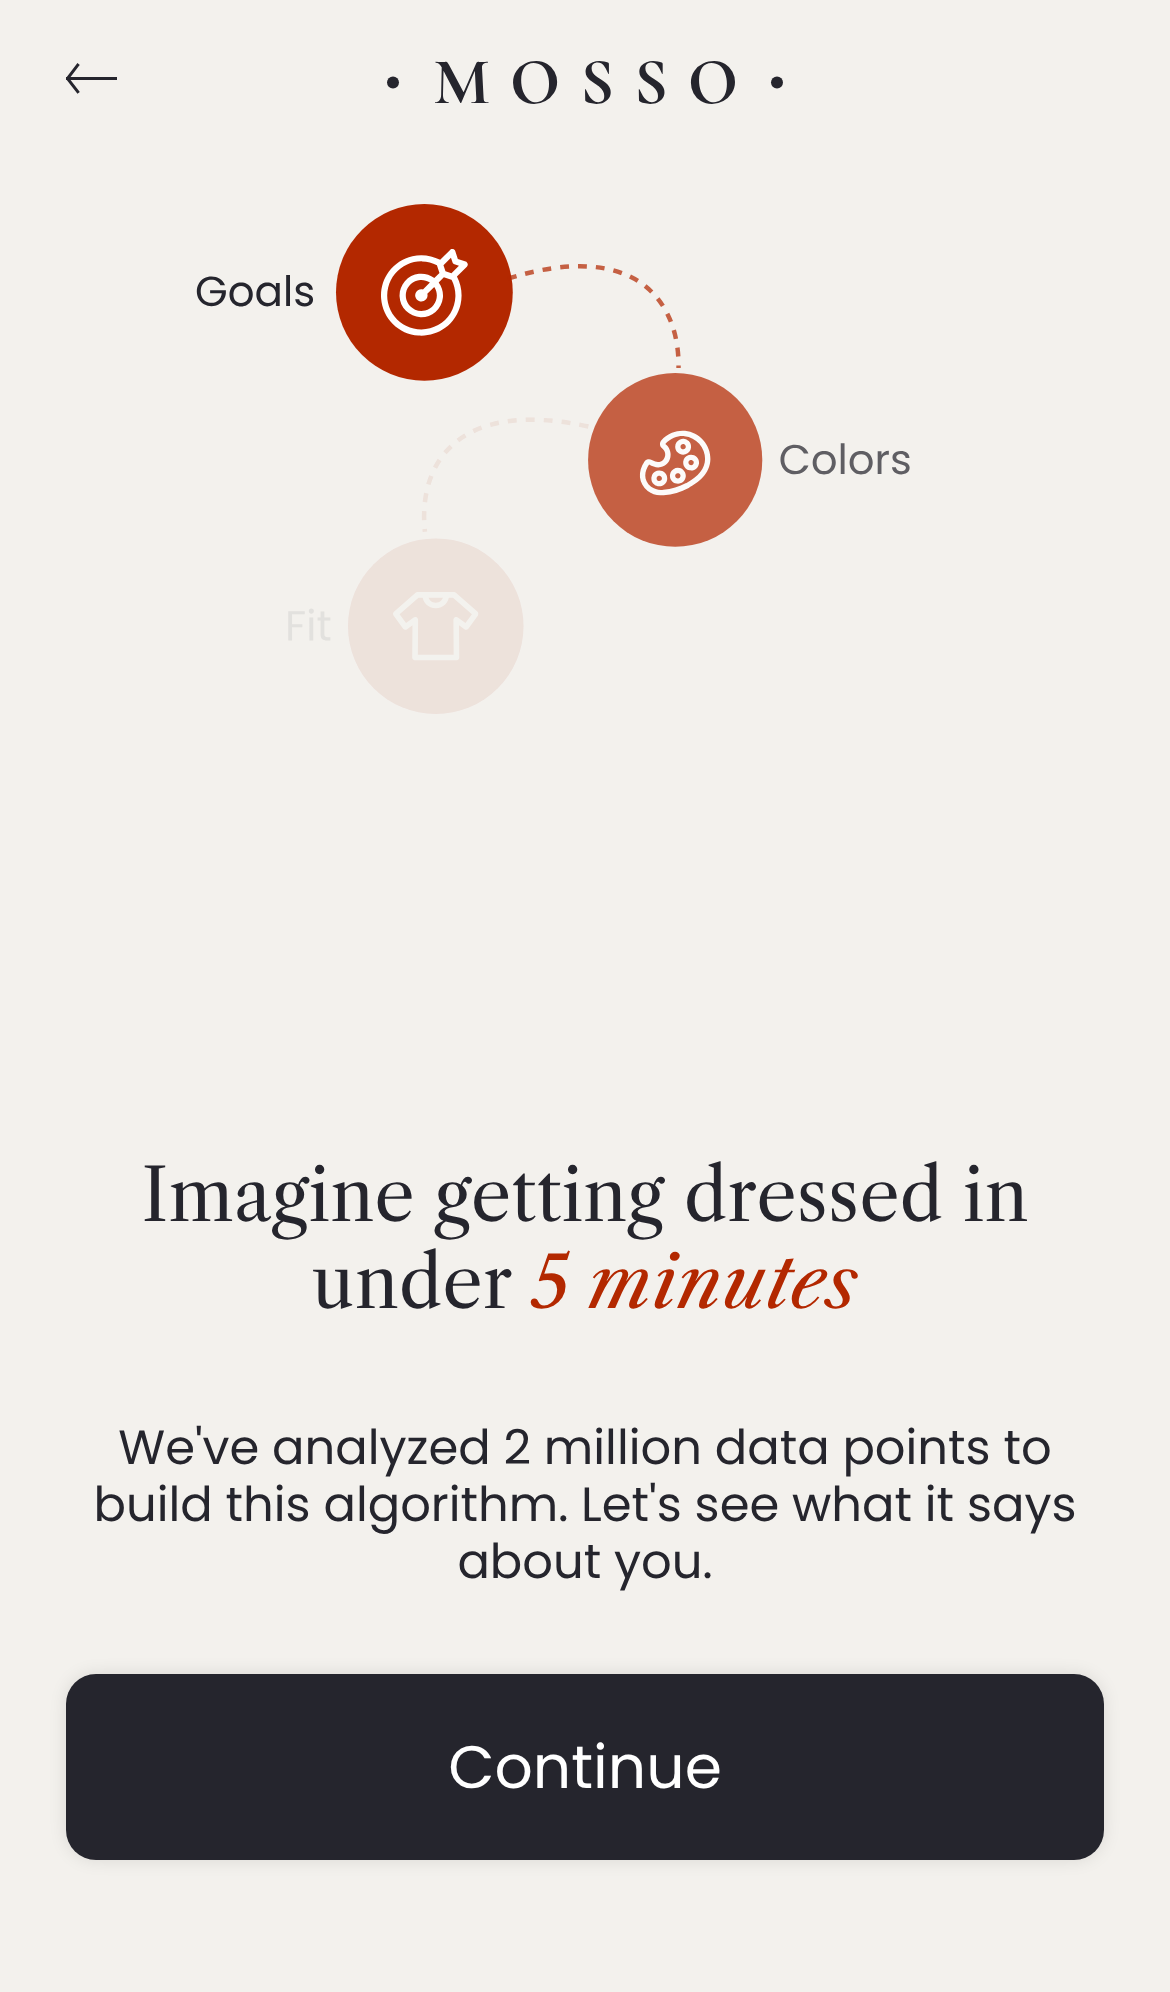 • MOSSO •
Goals
Colors
Fit
Imagine getting dressed in
under 5 minutes
We've analyzed 2 million data points to
build this algorithm. Let's see what it says
about you.
Continue